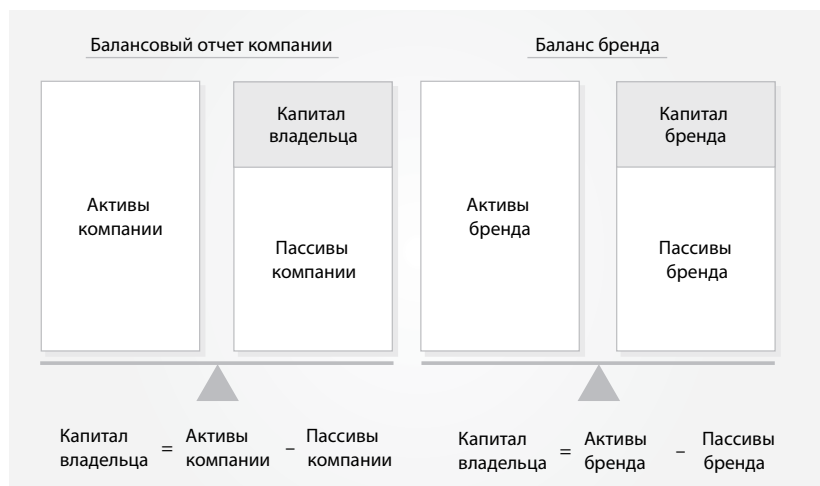 Балансовый отчет компании
Баланс бренда
Активы
компании
Капитал
владельца
Пассивы
компании
Активы
бренда
Капитал
бренда
Пассивы
бренда
Капитал
владельца
=
Активы
компании
–
Пассивы
компании
Капитал
владельца
=
Активы
бренда
–
Пассивы
бренда